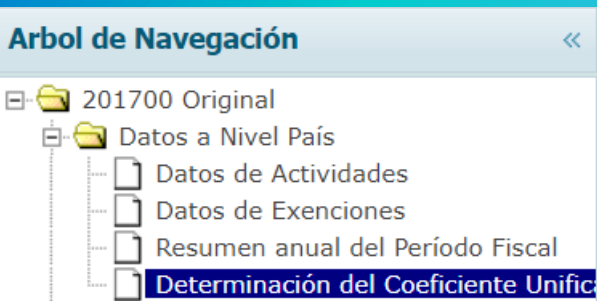 Arbol de Navegación «
201700 Original
Datos a Nivel País
Datos de Actividades
Datos de Exenciones
Resumen anual del Período Fiscal
Determinación del Coeficiente Unific